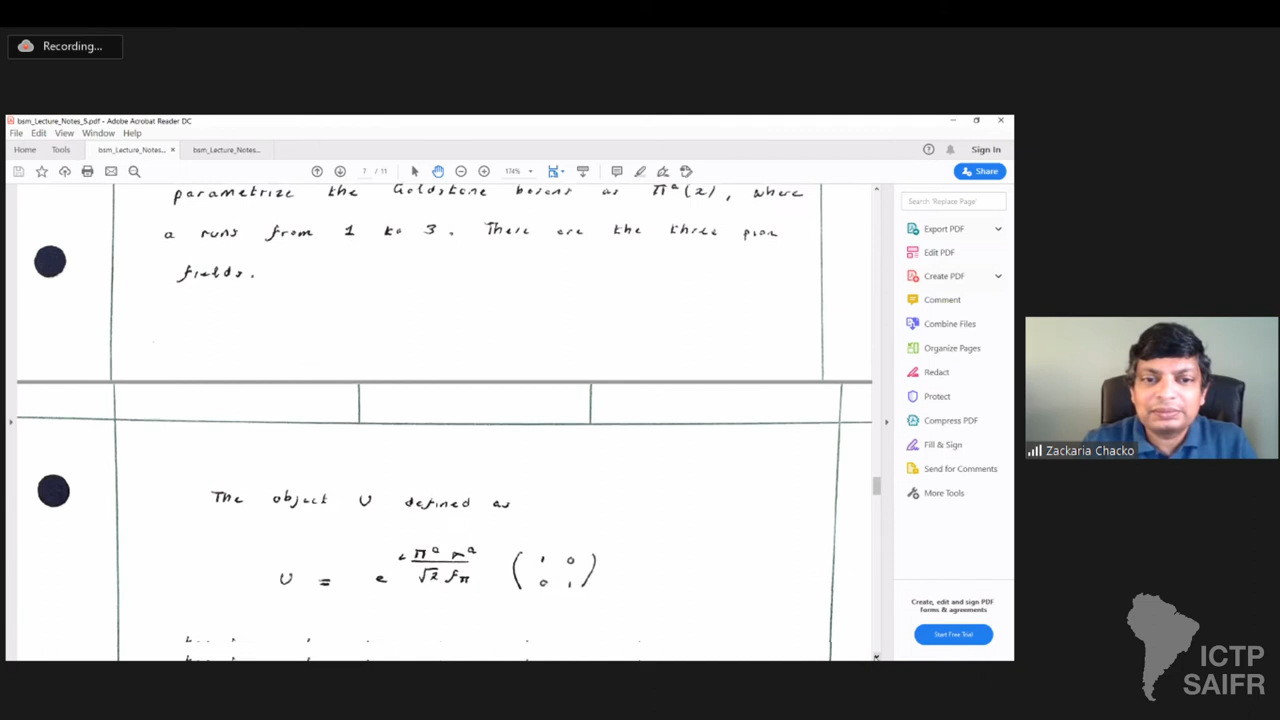 Recording...
bsm_Lecture_Notes_5.pdf - Adobe Acrobat Reader DC
File Edit View Window Help
Home Tools bsm_Lecture_Notes... × bsm_Lecture_Notes... Sign In
7 / 11 174% Share
parametrize the Goldstone bosons as π^a(x), where
a runs from 1 to 3. These are the three pion
fields.
The object U defined as
U = e^{i π^a σ^a / √2 f_π} ( 1 0
0 1 )
Search 'Replace Page'
Export PDF
Edit PDF
Create PDF
Comment
Combine Files
Organize Pages
Redact
Protect
Compress PDF
Fill & Sign
Send for Comments
More Tools
Create, edit and sign PDF
forms & agreements
Start Free Trial
Zackaria Chacko
ICTP
SAIFR